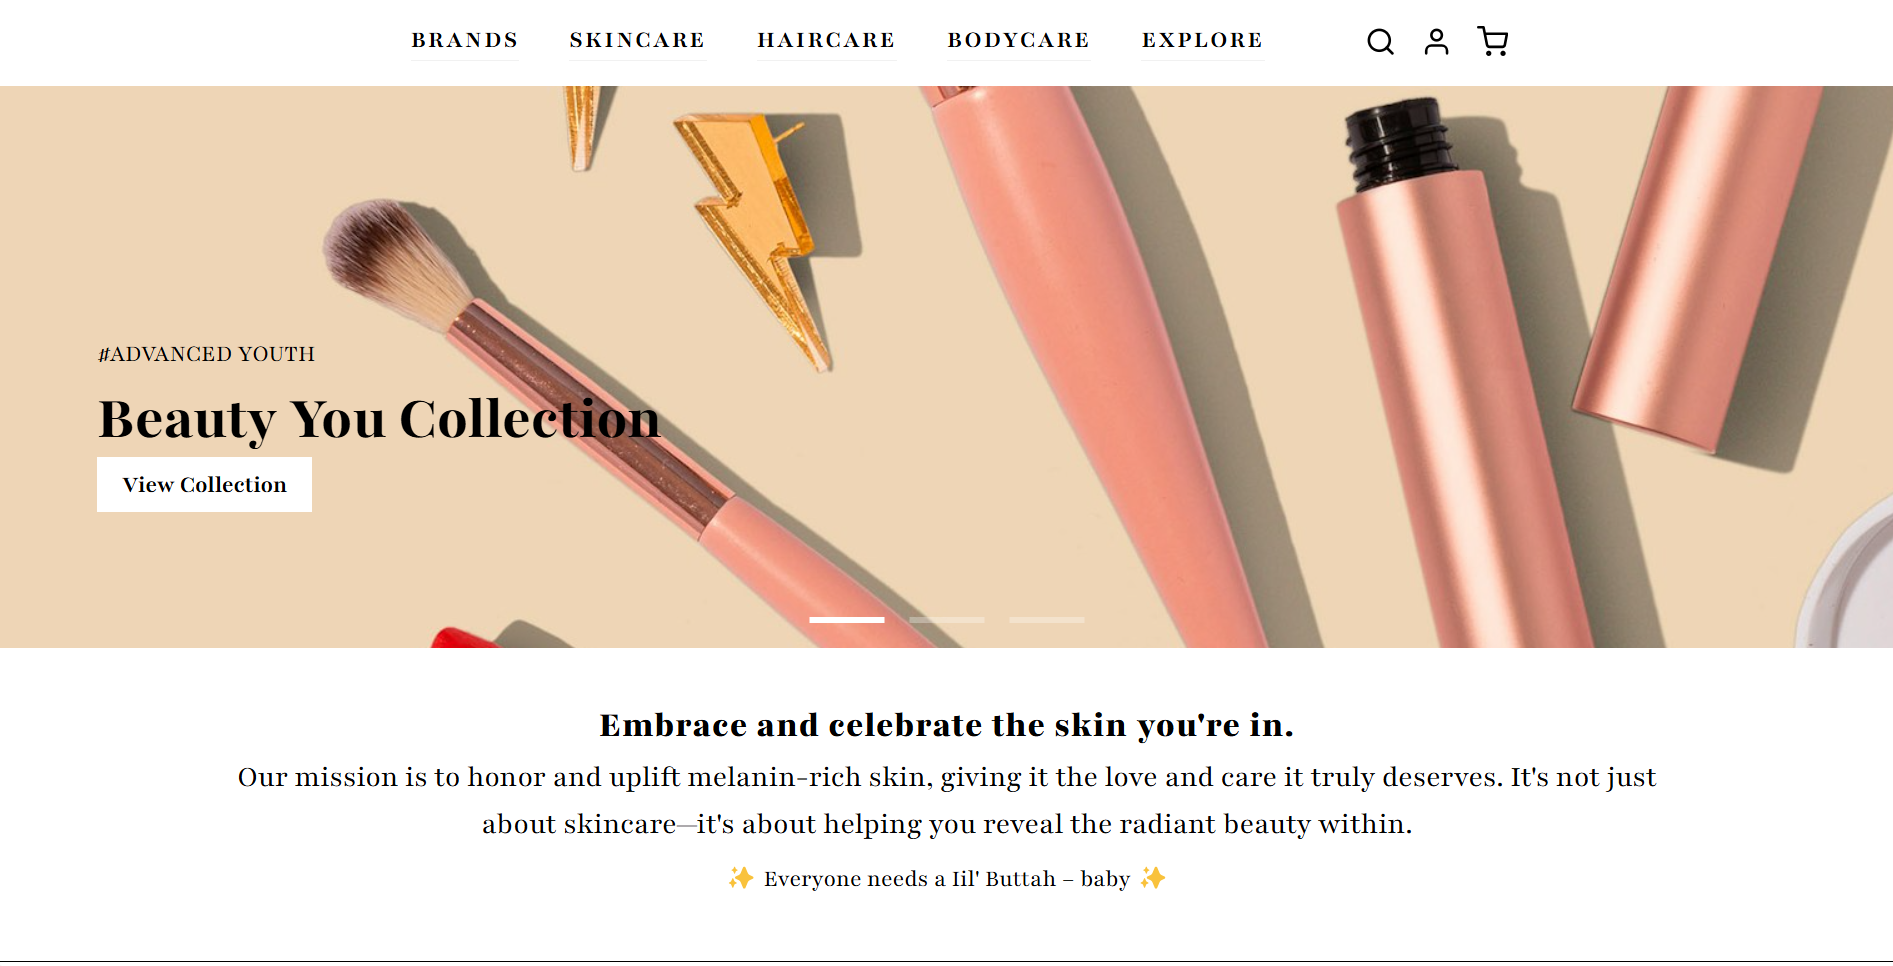 BRANDS SKINCARE HAIRCARE BODYCARE EXPLORE
#ADVANCED YOUTH
Beauty You Collection
View Collection
Embrace and celebrate the skin you're in.
Our mission is to honor and uplift melanin-rich skin, giving it the love and care it truly deserves. It's not just
about skincare—it's about helping you reveal the radiant beauty within.
✨ Everyone needs a Iil' Buttah – baby ✨